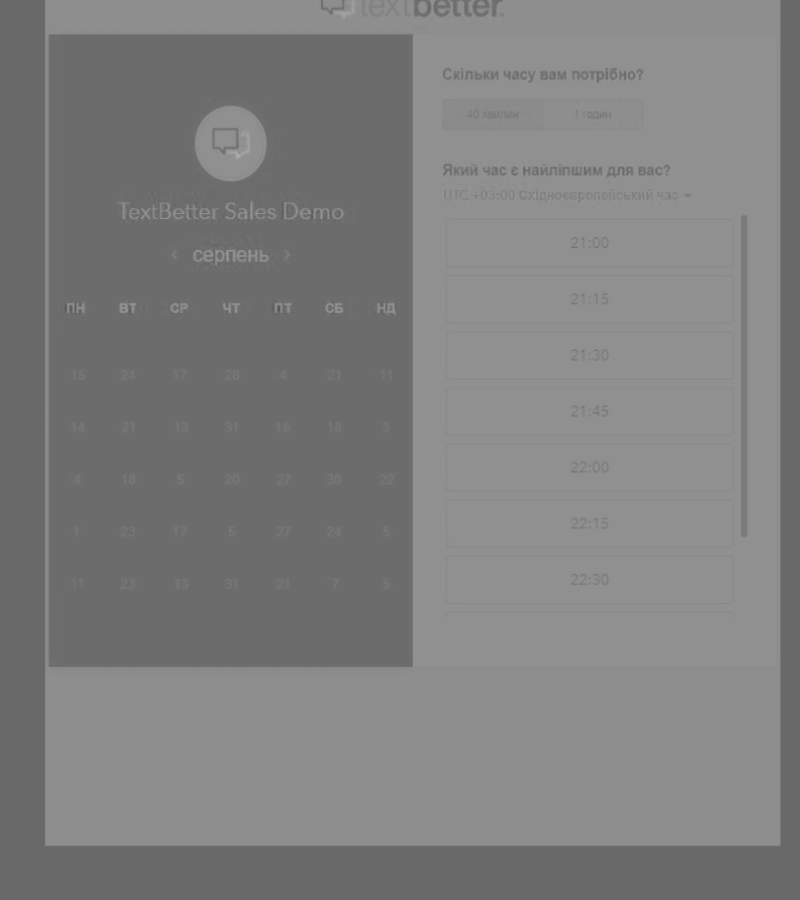 textbetter.
TextBetter Sales Demo
< серпень >
ПН ВТ СР ЧТ ПТ СБ НД
15 24 17 28 4 21 11
14 21 13 31 16 18 3
4 18 5 20 27 30 22
1 23 17 5 27 24 5
11 23 13 31 21 7 5
Скільки часу вам потрібно?
40 хвилин 1 годин
Який час є найліпшим для вас?
UTC +03:00 Східноєвропейський час
21:00
21:15
21:30
21:45
22:00
22:15
22:30